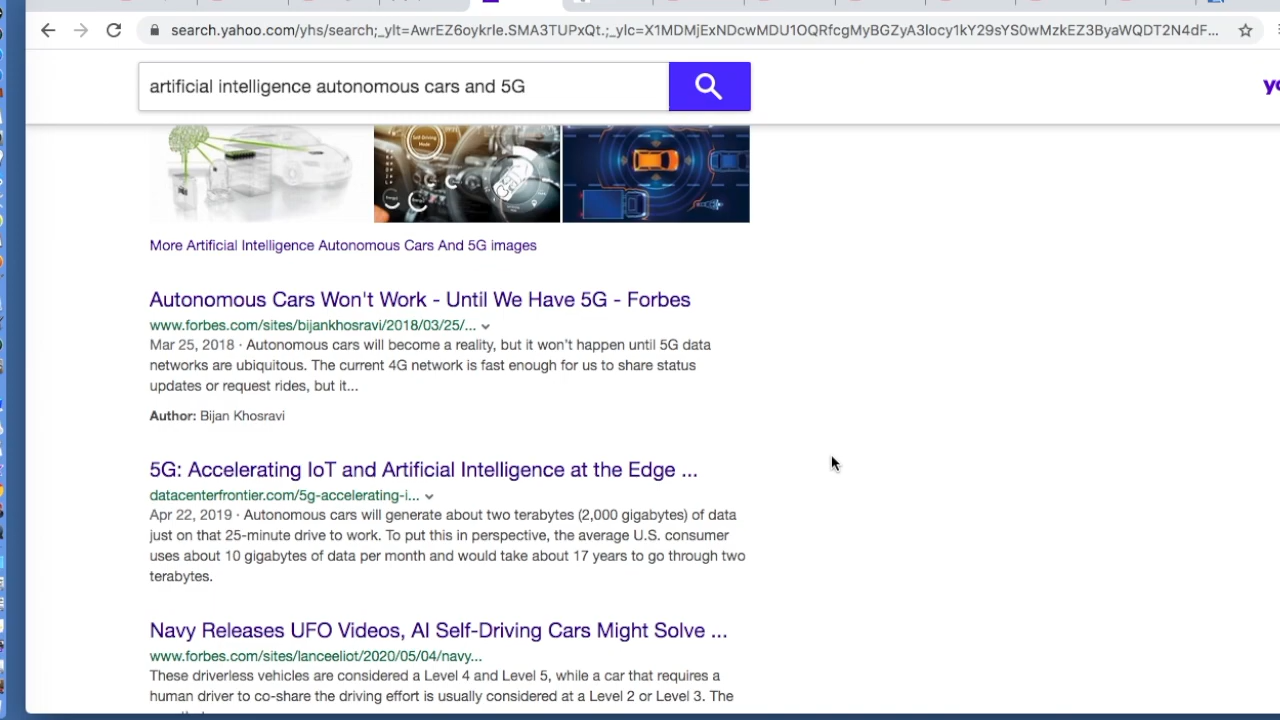 search.yahoo.com/yhs/search;_ylt=AwrEZ6oykrle.SMA3TUPxQt.;_ylc=X1MDMjExNDcwMDU1OQRfcgMyBGZyA3locy1kY29sYS0wMzkEZ3ByaWQDT2N4dF...
artificial intelligence autonomous cars and 5G
Self Driving
Mode
More Artificial Intelligence Autonomous Cars And 5G images
Autonomous Cars Won't Work - Until We Have 5G - Forbes
www.forbes.com/sites/bijankhosravi/2018/03/25/...
Mar 25, 2018 · Autonomous cars will become a reality, but it won't happen until 5G data
networks are ubiquitous. The current 4G network is fast enough for us to share status
updates or request rides, but it...
Author: Bijan Khosravi
5G: Accelerating IoT and Artificial Intelligence at the Edge ...
datacenterfrontier.com/5g-accelerating-i...
Apr 22, 2019 · Autonomous cars will generate about two terabytes (2,000 gigabytes) of data
just on that 25-minute drive to work. To put this in perspective, the average U.S. consumer
uses about 10 gigabytes of data per month and would take about 17 years to go through two
terabytes.
Navy Releases UFO Videos, AI Self-Driving Cars Might Solve ...
www.forbes.com/sites/lanceeliot/2020/05/04/navy...
These driverless vehicles are considered a Level 4 and Level 5, while a car that requires a
human driver to co-share the driving effort is usually considered at a Level 2 or Level 3. The